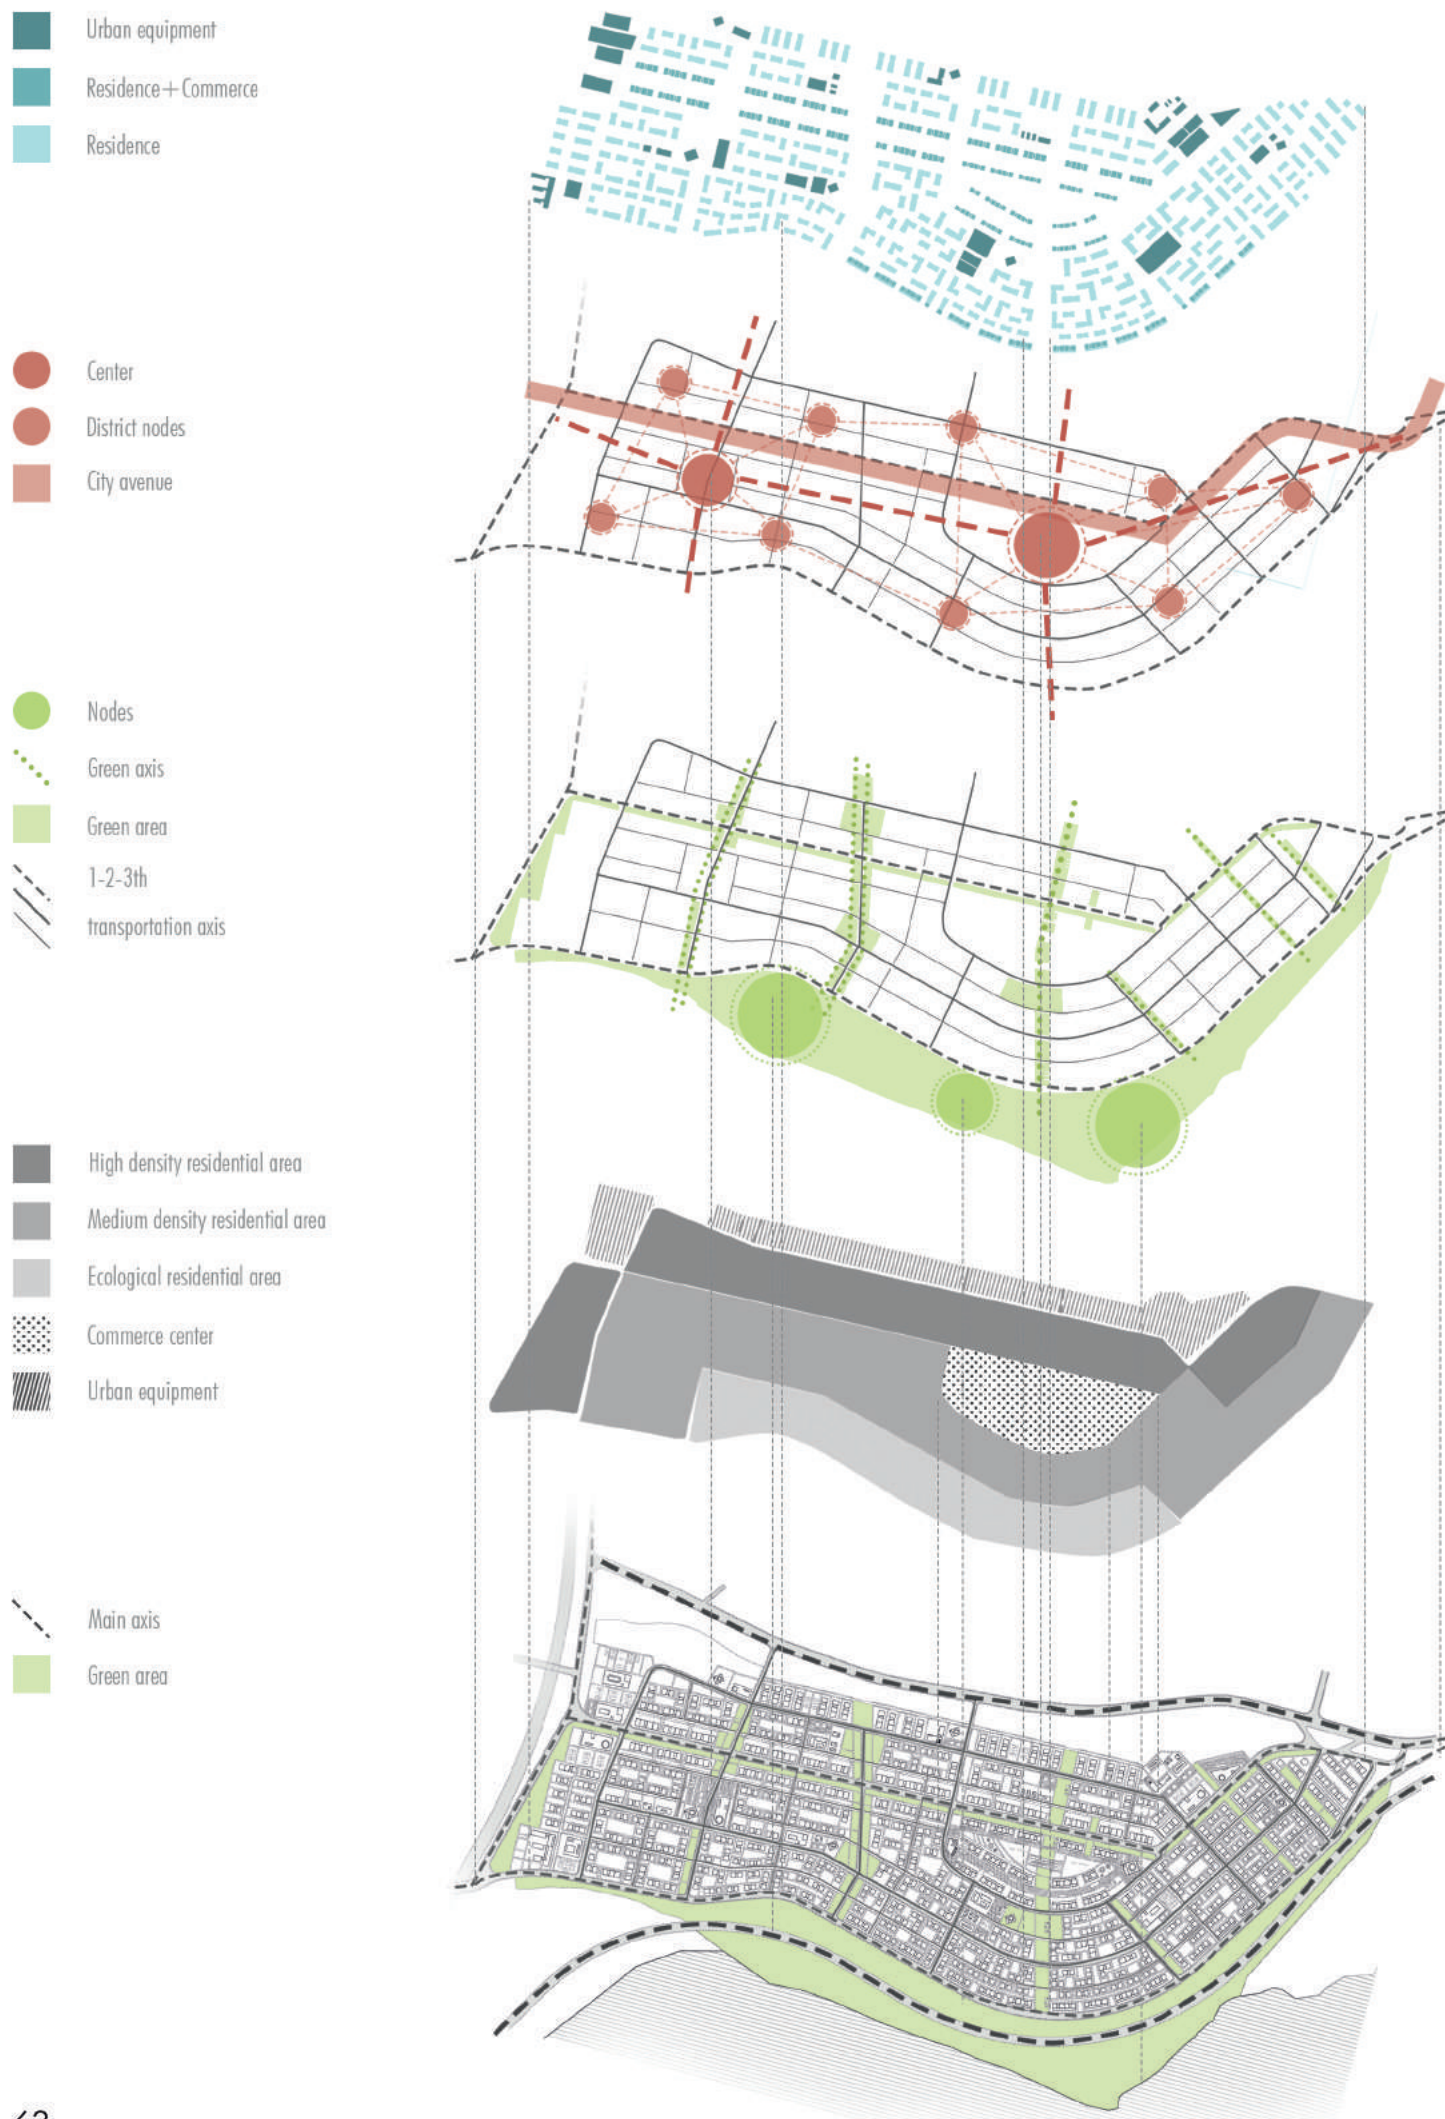 Urban equipment
Residence+Commerce
Residence
Center
District nodes
City avenue
Nodes
Green axis
Green area
1-2-3th
transportation axis
High density residential area
Medium density residential area
Ecological residential area
Commerce center
Urban equipment
Main axis
Green area